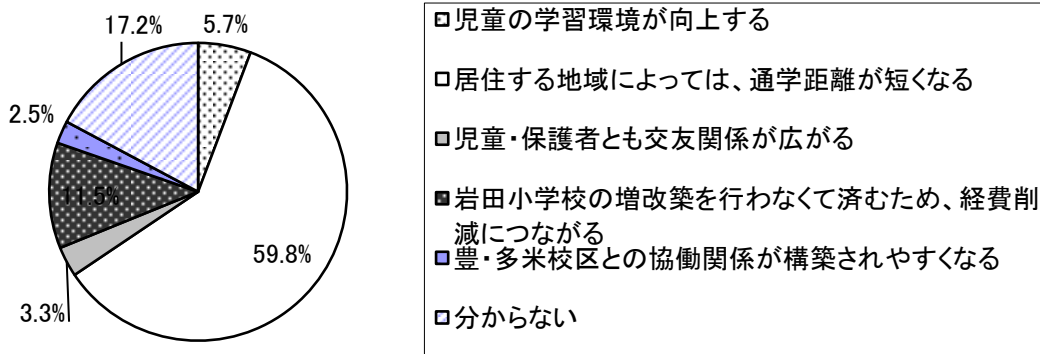 17.2%
5.7%
2.5%
11.5%
59.8%
3.3%
児童の学習環境が向上する
居住する地域によっては、通学距離が短くなる
児童・保護者とも交友関係が広がる
岩田小学校の増改築を行わなくて済むため、経費削
減につながる
豊・多米校区との協働関係が構築されやすくなる
分からない